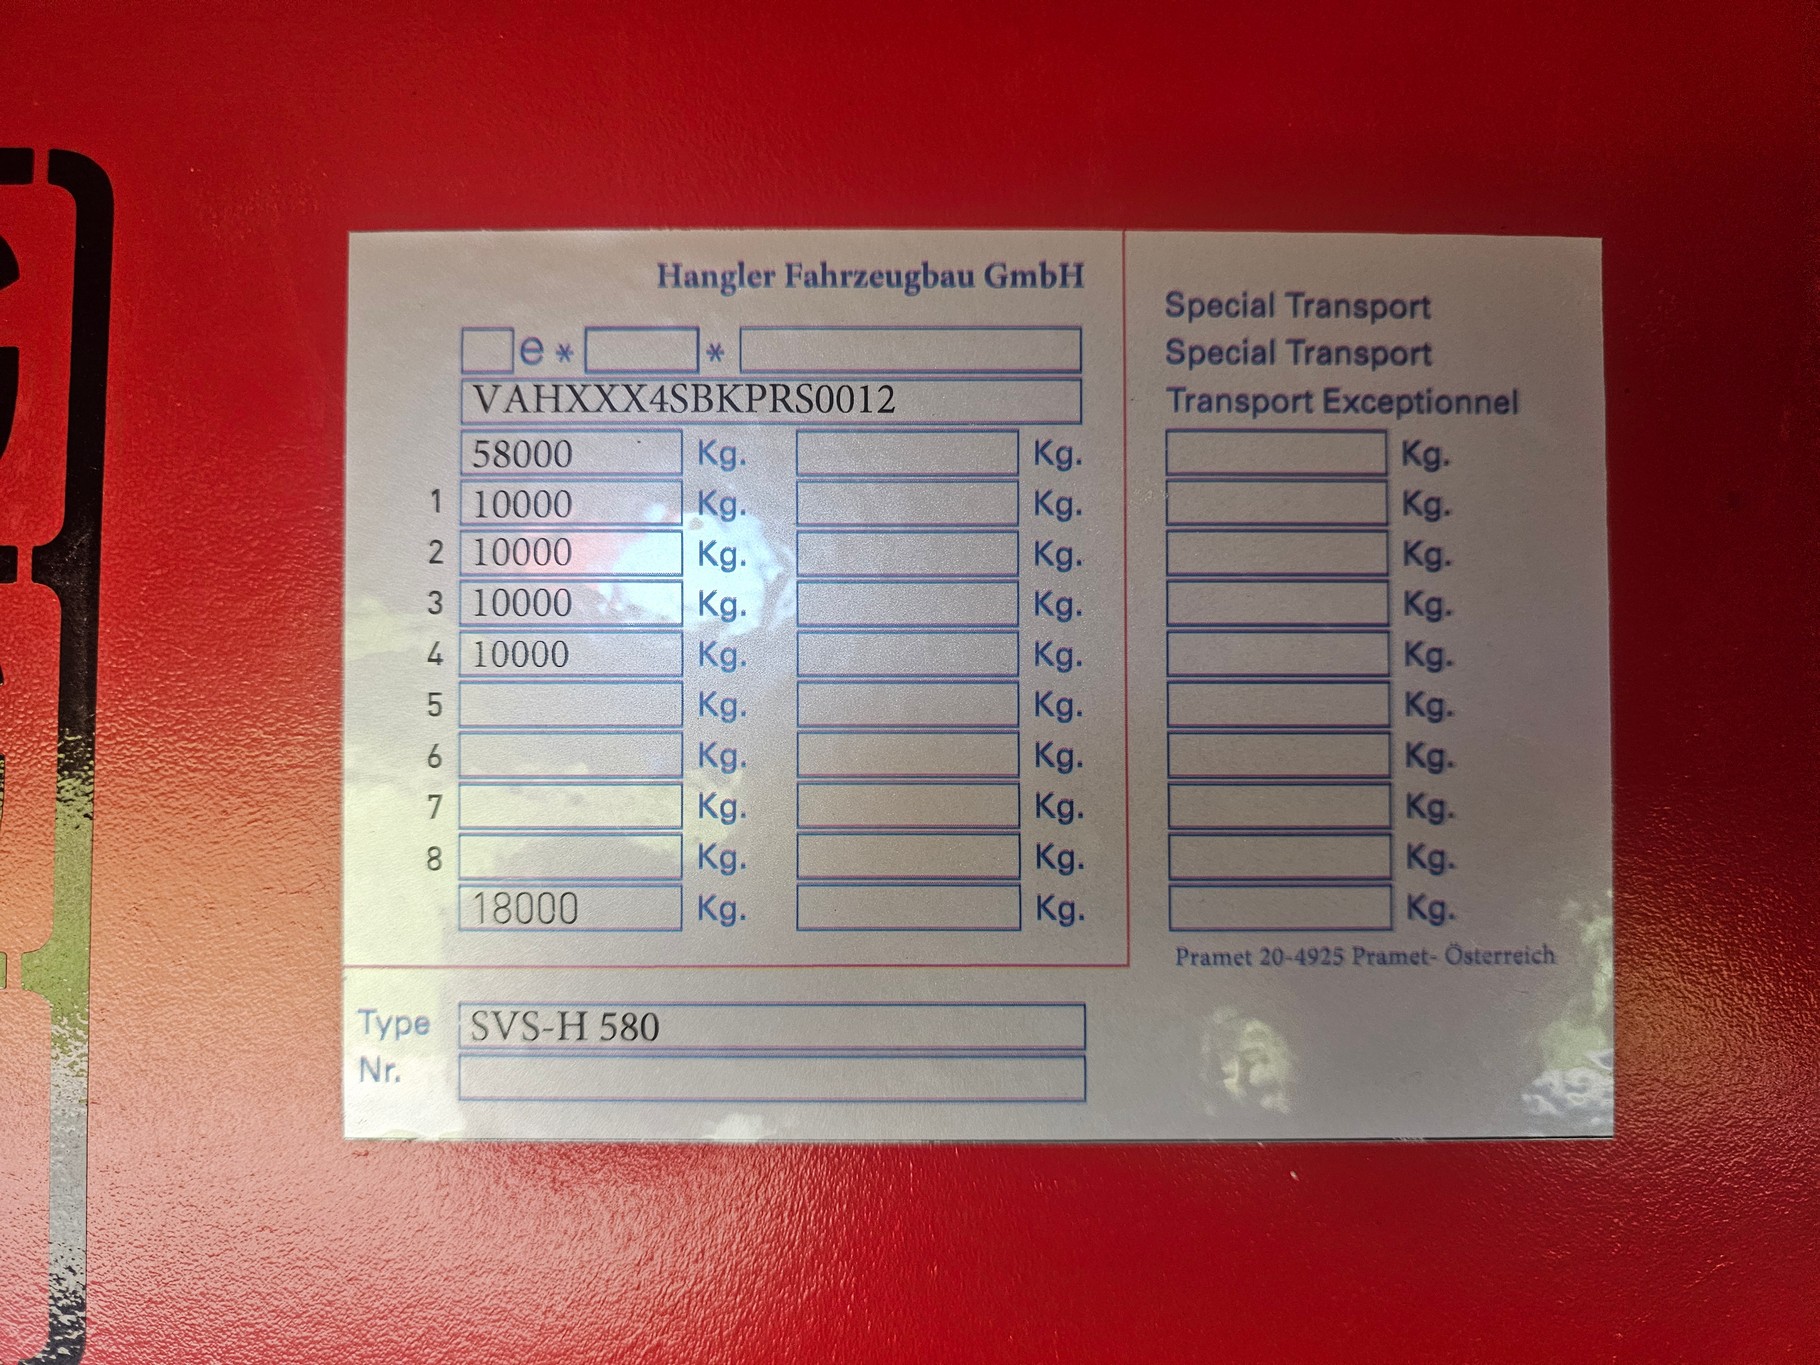 Hangler Fahrzeugbau GmbH
e * *
VAHXXX4SBKPRS0012
58000 Kg. Kg.
1 10000 Kg. Kg.
2 10000 Kg. Kg.
3 10000 Kg. Kg.
4 10000 Kg. Kg.
5 Kg. Kg.
6 Kg. Kg.
7 Kg. Kg.
8 Kg. Kg.
18000 Kg. Kg.
Special Transport
Special Transport
Transport Exceptionnel
Kg.
Kg.
Kg.
Kg.
Kg.
Kg.
Kg.
Kg.
Kg.
Kg.
Pramet 20-4925 Pramet- Österreich
Type SVS-H 580
Nr.